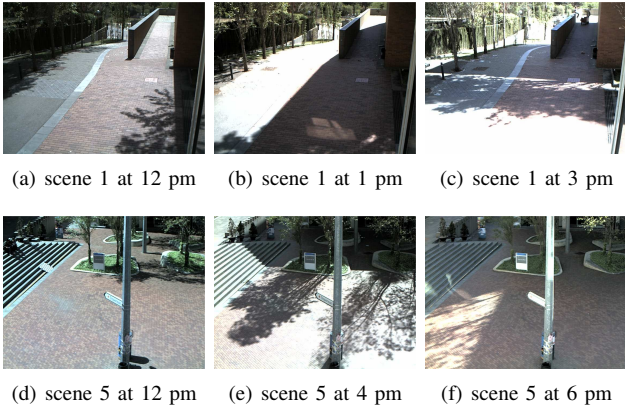 (a) scene 1 at 12 pm
(b) scene 1 at 1 pm
(c) scene 1 at 3 pm
(d) scene 5 at 12 pm
(e) scene 5 at 4 pm
(f) scene 5 at 6 pm